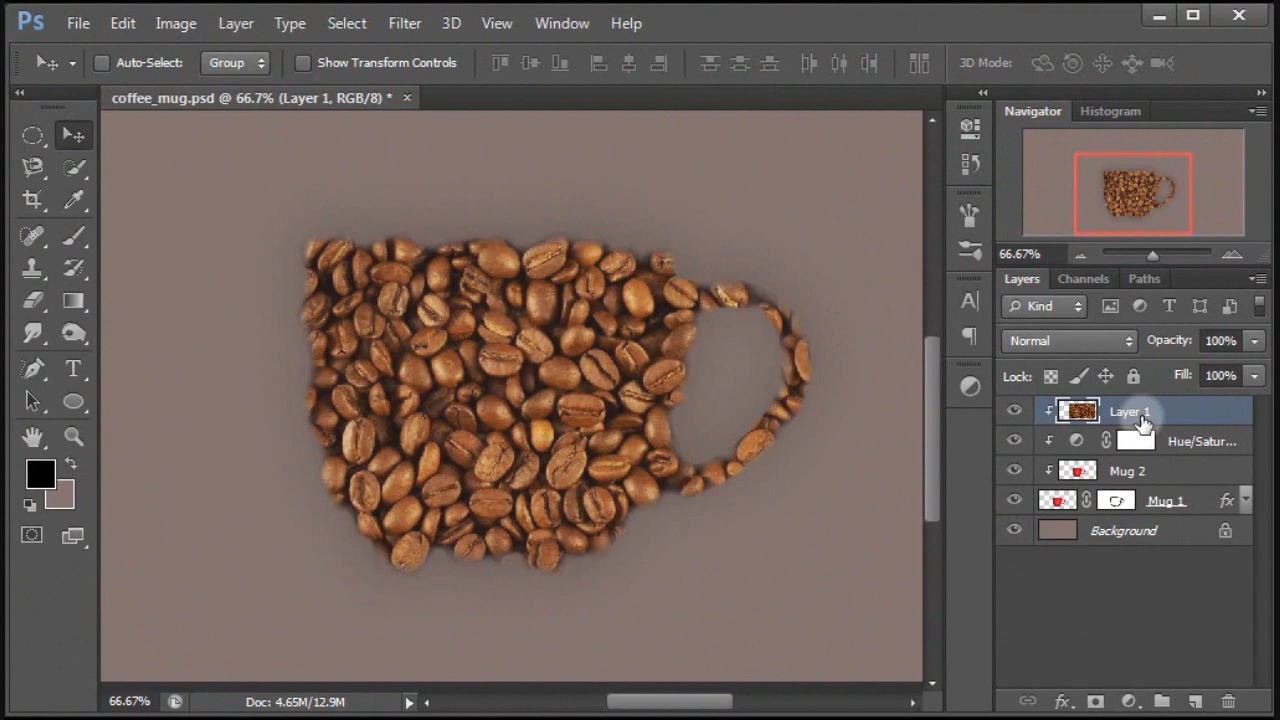 Ps File Edit Image Layer Type Select Filter 3D View Window Help
Auto-Select: Group Show Transform Controls 3D Mode:
coffee_mug.psd @ 66.7% (Layer 1, RGB/8) * ×
Navigator Histogram
66.67%
Layers Channels Paths
Kind
Normal Opacity: 100%
Lock: Fill: 100%
Layer 1
Hue/Satur...
Mug 2
Mug 1 fx
Background
66.67% Doc: 4.65M/12.9M
fx